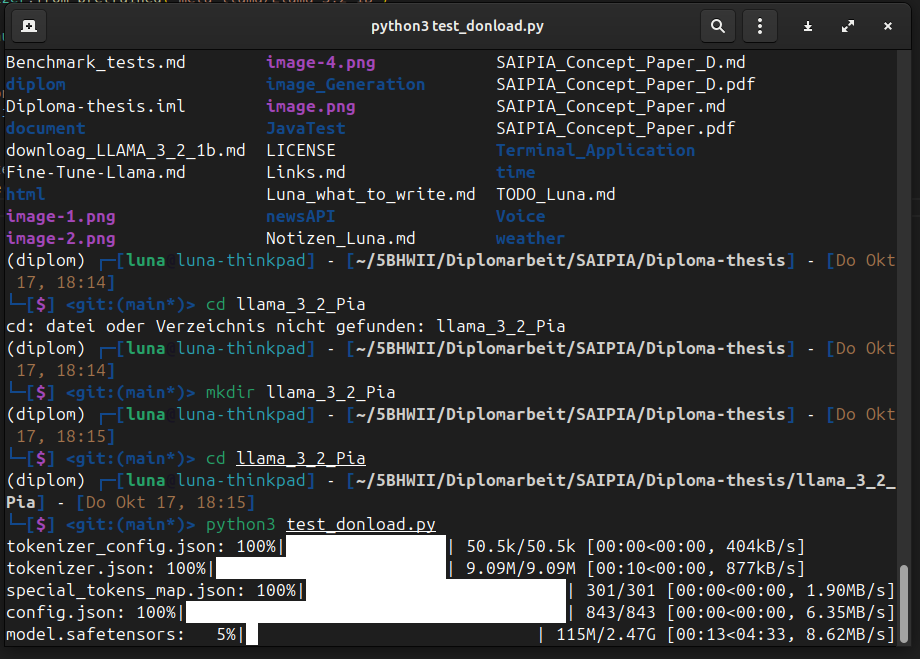 python3 test_donload.py
Benchmark_tests.md image-4.png SAIPIA_Concept_Paper_D.md
diplom image_Generation SAIPIA_Concept_Paper_D.pdf
Diploma-thesis.iml image.png SAIPIA_Concept_Paper.md
document JavaTest SAIPIA_Concept_Paper.pdf
downloag_LLAMA_3_2_1b.md LICENSE Terminal_Application
Fine-Tune-Llama.md Links.md time
html Luna_what_to_write.md TODO_Luna.md
image-1.png newsAPI Voice
image-2.png Notizen_Luna.md weather
(diplom) ┌─[luna luna-thinkpad] - [~/5BHWII/Diplomarbeit/SAIPIA/Diploma-thesis] - [Do Okt
17, 18:14]
└─[$] <git:(main*)> cd llama_3_2_Pia
cd: datei oder Verzeichnis nicht gefunden: llama_3_2_Pia
(diplom) ┌─[luna luna-thinkpad] - [~/5BHWII/Diplomarbeit/SAIPIA/Diploma-thesis] - [Do Okt
17, 18:14]
└─[$] <git:(main*)> mkdir llama_3_2_Pia
(diplom) ┌─[luna luna-thinkpad] - [~/5BHWII/Diplomarbeit/SAIPIA/Diploma-thesis] - [Do Okt
17, 18:15]
└─[$] <git:(main*)> cd llama_3_2_Pia
(diplom) ┌─[luna luna-thinkpad] - [~/5BHWII/Diplomarbeit/SAIPIA/Diploma-thesis/llama_3_2_
Pia] - [Do Okt 17, 18:15]
└─[$] <git:(main*)> python3 test_donload.py
tokenizer_config.json: 100%| | 50.5k/50.5k [00:00<00:00, 404kB/s]
tokenizer.json: 100%| | 9.09M/9.09M [00:10<00:00, 877kB/s]
special_tokens_map.json: 100%| | 301/301 [00:00<00:00, 1.90MB/s]
config.json: 100%| | 843/843 [00:00<00:00, 6.35MB/s]
model.safetensors: 5%| | 115M/2.47G [00:13<04:33, 8.62MB/s]